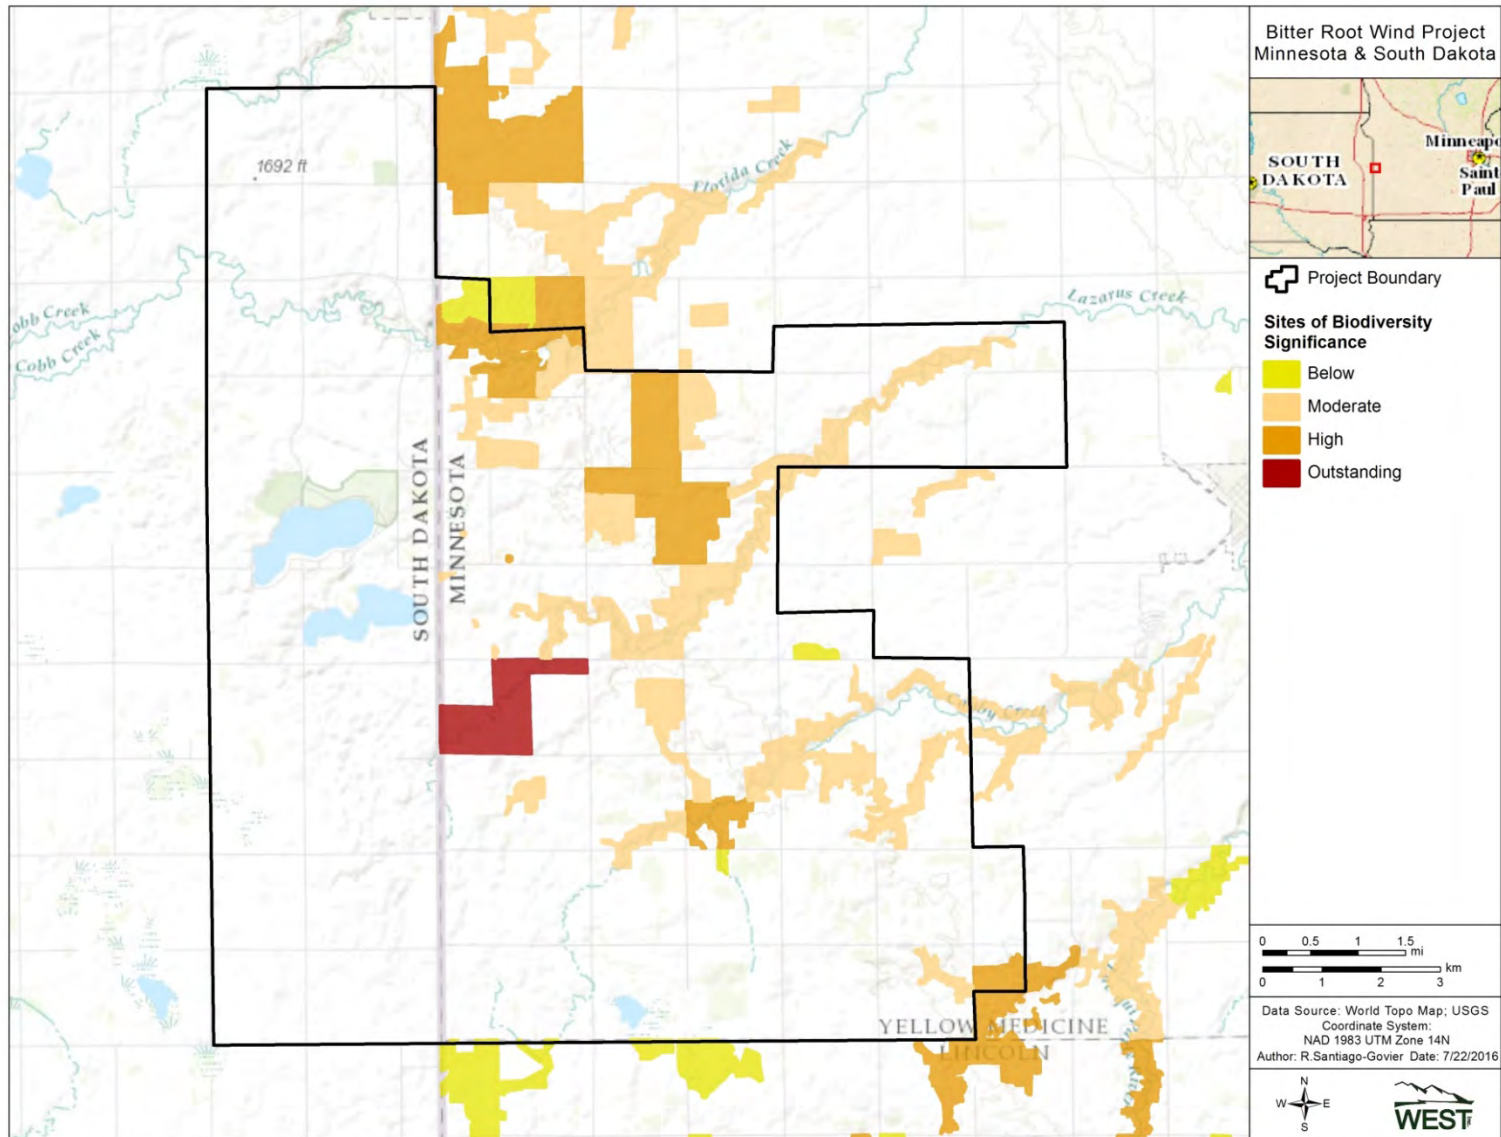 Bitter Root Wind Project
Minnesota & South Dakota
SOUTH
DAKOTA
Saint
Paul
Project Boundary
Sites of Biodiversity
Significance
Below
Moderate
High
Outstanding
0 0.5 1 1.5
mi
km
0 1 2 3
Data Source: World Topo Map; USGS
Coordinate System:
NAD 1983 UTM Zone 14N
Author: R.Santiago-Govier Date: 7/22/2016
N
W E
S
WEST
1692 ft
Florida Creek
Lazarus Creek
Cobb Creek
SOUTH DAKOTA
MINNESOTA
YELLOW MEDICINE
LINCOLN